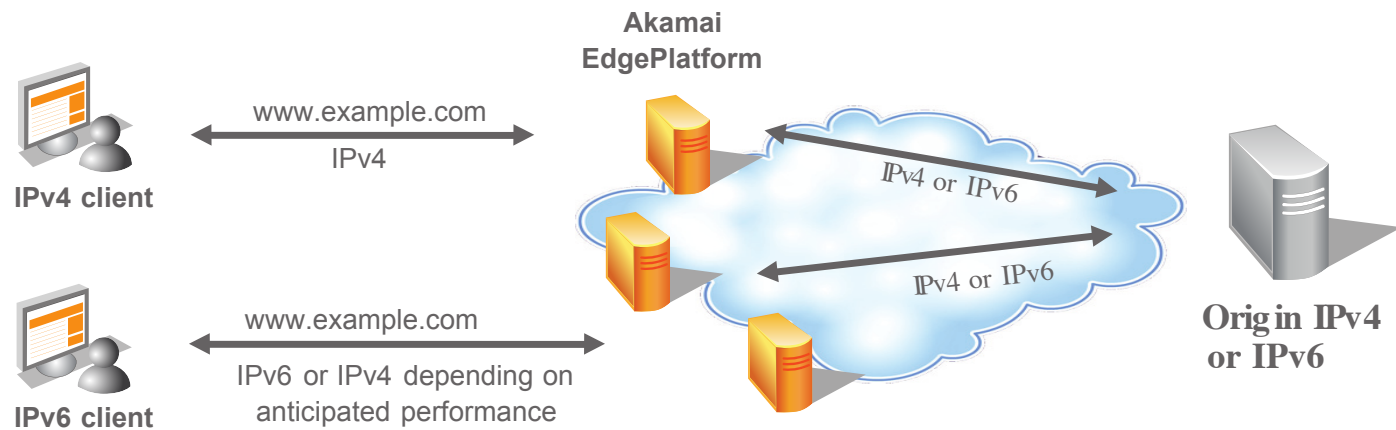 Akamai
EdgePlatform
www.example.com
IPv4
IPv4 client
IPv4 or IPv6
IPv4 or IPv6
Origin IPv4
or IPv6
www.example.com
IPv6 or IPv4 depending on
anticipated performance
IPv6 client